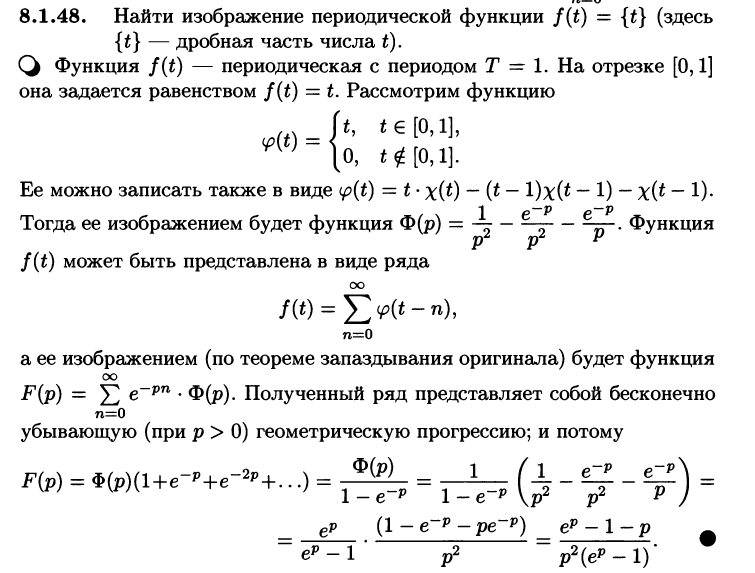 n=0
8.1.48. Найти изображение периодической функции f(t) = {t} (здесь
{t} — дробная часть числа t).
Функция f(t) — периодическая с периодом T = 1. На отрезке [0, 1]
она задается равенством f(t) = t. Рассмотрим функцию
φ(t) = { t, t ∈ [0, 1],
0, t ∉ [0, 1].
Ее можно записать также в виде φ(t) = t · χ(t) − (t − 1)χ(t − 1) − χ(t − 1).
Тогда ее изображением будет функция Φ(p) = 1/p² − e^{−p}/p² − e^{−p}/p. Функция
f(t) может быть представлена в виде ряда
f(t) = ∑_{n=0}^{∞} φ(t − n),
а ее изображением (по теореме запаздывания оригинала) будет функция
F(p) = ∑_{n=0}^{∞} e^{−pn} · Φ(p). Полученный ряд представляет собой бесконечно
убывающую (при p > 0) геометрическую прогрессию; и потому
F(p) = Φ(p)(1+e^{−p}+e^{−2p}+…) = Φ(p)/(1 − e^{−p}) = 1/(1 − e^{−p}) (1/p² − e^{−p}/p² − e^{−p}/p) =
= e^p/(e^p − 1) · (1 − e^{−p} − pe^{−p})/p² = (e^p − 1 − p)/(p²(e^p − 1)).